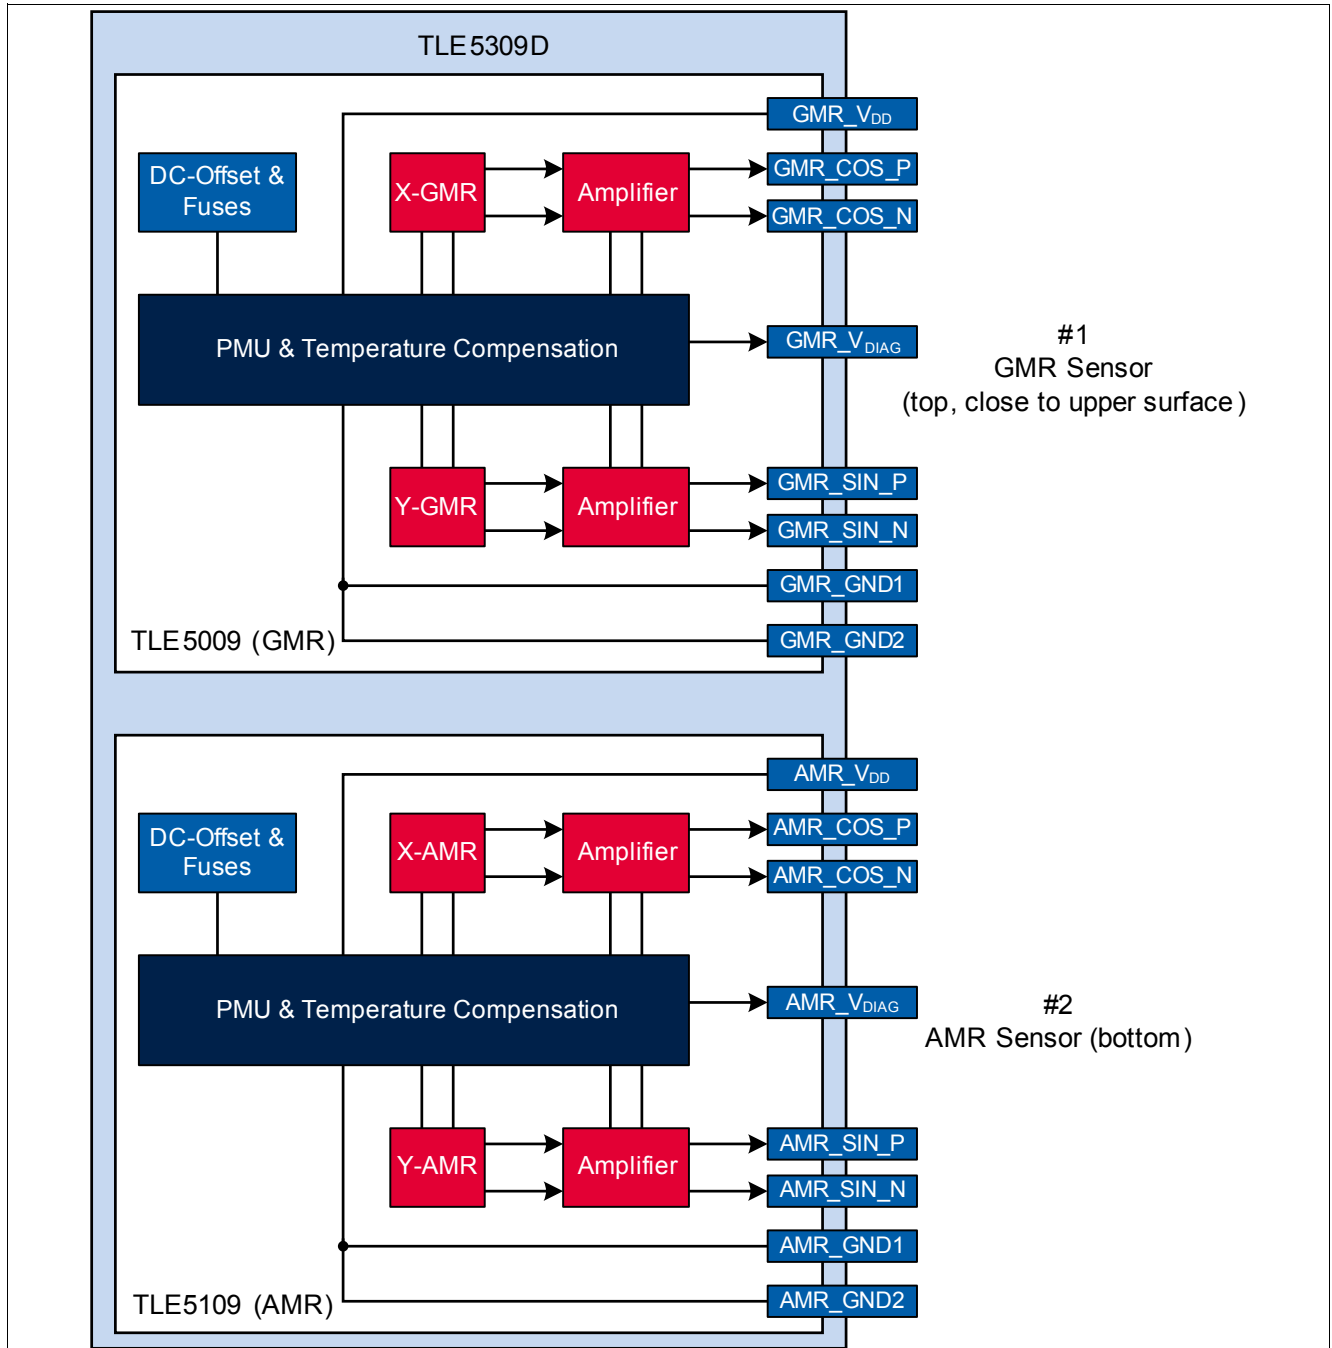 TLE5309D
GMR_VDD
DC-Offset &
Fuses
X-GMR
Amplifier
GMR_COS_P
GMR_COS_N
PMU & Temperature Compensation
GMR_VDIAG
#1
GMR Sensor
(top, close to upper surface)
Y-GMR
Amplifier
GMR_SIN_P
GMR_SIN_N
GMR_GND1
GMR_GND2
TLE5009 (GMR)
AMR_VDD
DC-Offset &
Fuses
X-AMR
Amplifier
AMR_COS_P
AMR_COS_N
PMU & Temperature Compensation
AMR_VDIAG
#2
AMR Sensor (bottom)
Y-AMR
Amplifier
AMR_SIN_P
AMR_SIN_N
AMR_GND1
AMR_GND2
TLE5109 (AMR)